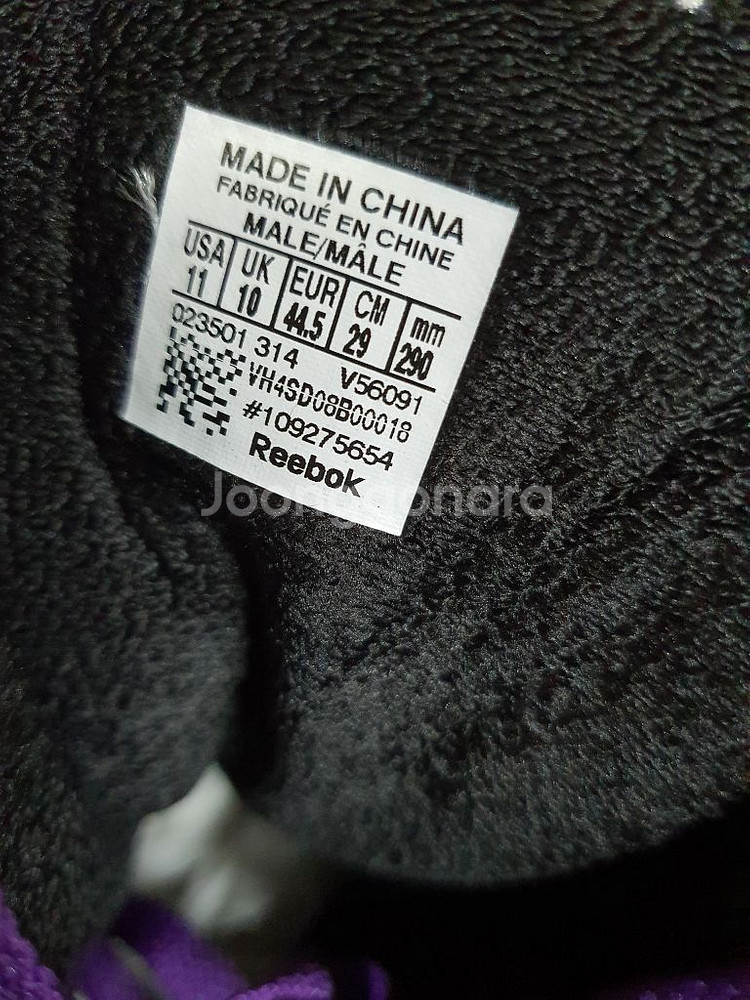 MADE IN CHINA
FABRIQUÉ EN CHINE
MALE/MÂLE
USA UK EUR CM mm
11 10 44.5 29 290
023501 314 V56091
VH4SD08B00018
#109275654
Reebok
Joongonara